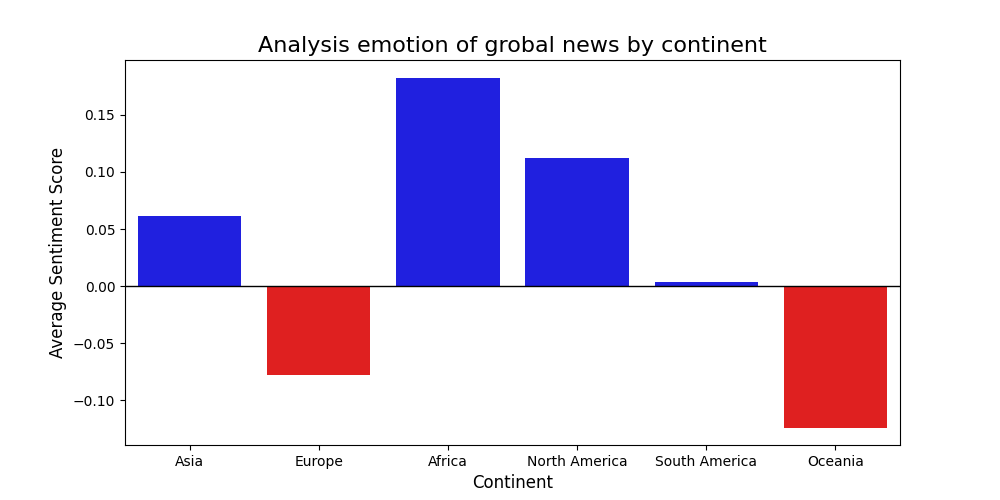 Analysis emotion of grobal news by continent
Average Sentiment Score
0.15
0.10
0.05
0.00
−0.05
−0.10
Asia Europe Africa North America South America Oceania
Continent